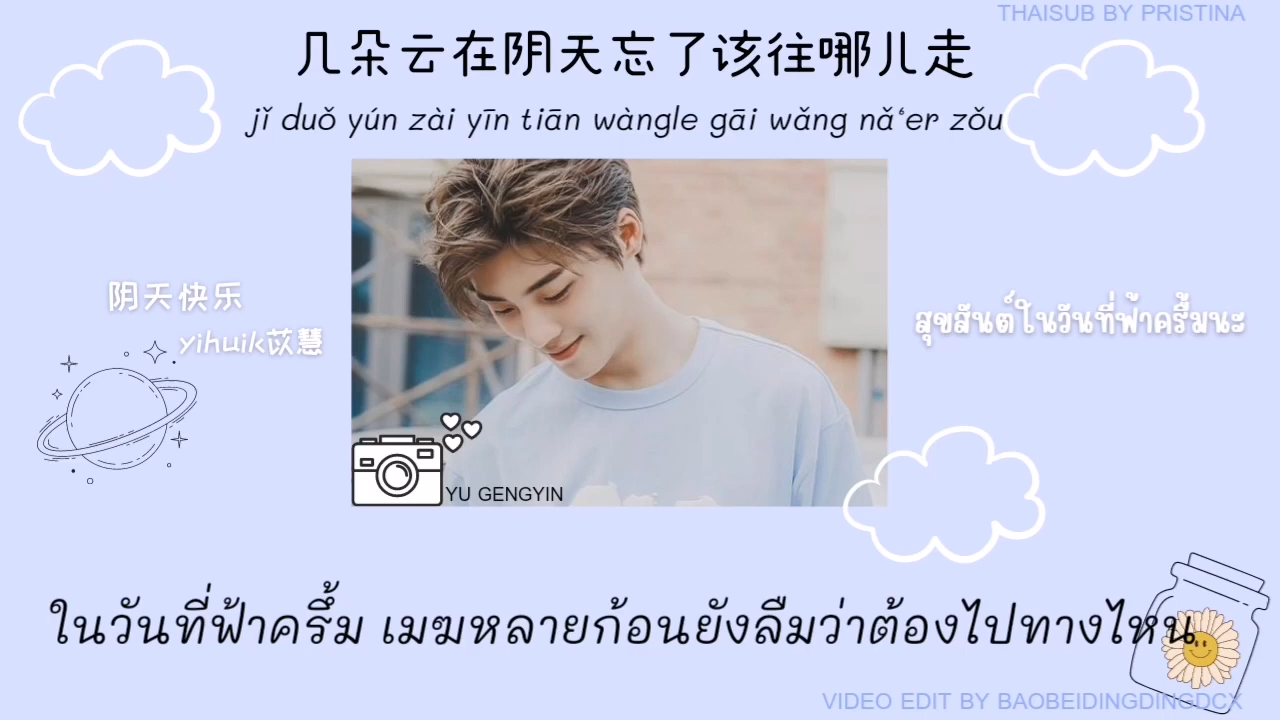 THAISUB BY PRISTINA
几朵云在阴天忘了该往哪儿走
jǐ duǒ yún zài yīn tiān wàngle gāi wǎng nǎ‘er zǒu
阴天快乐
yihuik苡慧
สุขสันต์ในวันที่ฟ้าครึ้มนะ
YU GENGYIN
ในวันที่ฟ้าครึ้ม เมฆหลายก้อนยังลืมว่าต้องไปทางไหน
VIDEO EDIT BY BAOBEIDINGDINGDCX